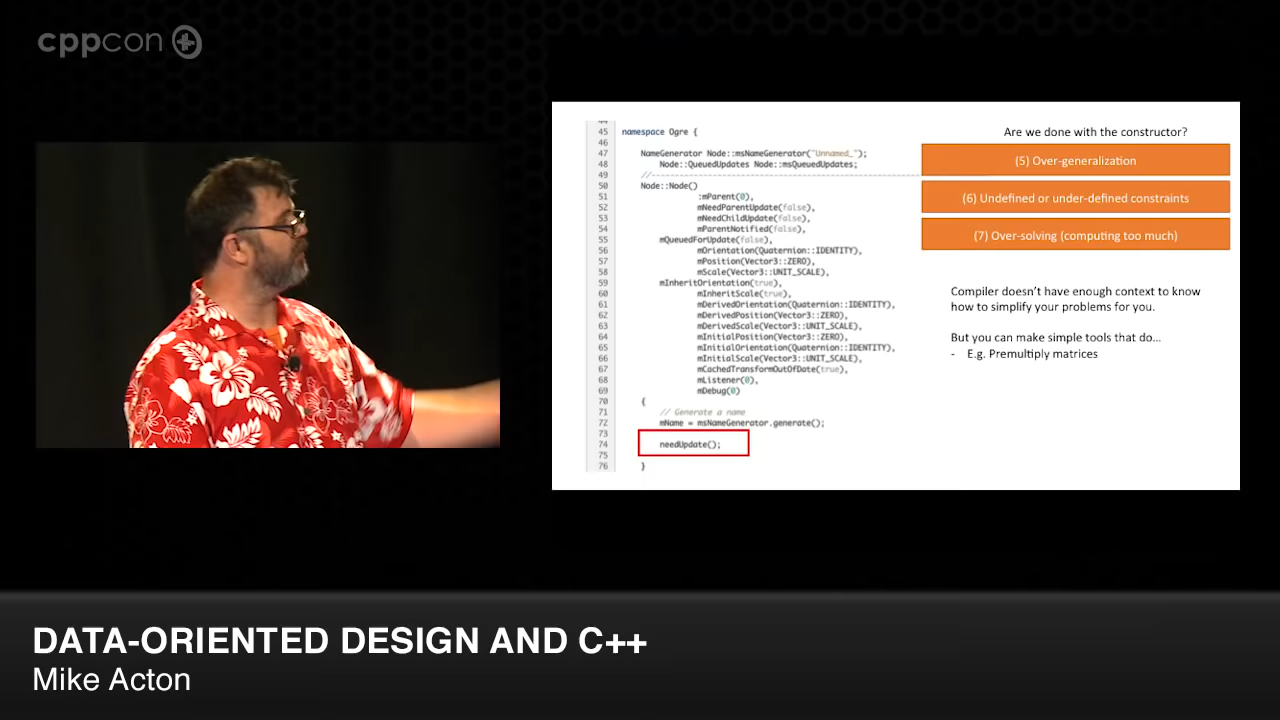 cppcon
44
45 namespace Ogre {
46
47 NameGenerator Node::msNameGenerator("Unnamed_");
48 Node::QueuedUpdates Node::msQueuedUpdates;
49 //-----------------------------------------------------------------------
50 Node::Node()
51 :mParent(0),
52 mNeedParentUpdate(false),
53 mNeedChildUpdate(false),
54 mParentNotified(false),
55 mQueuedForUpdate(false),
56 mOrientation(Quaternion::IDENTITY),
57 mPosition(Vector3::ZERO),
58 mScale(Vector3::UNIT_SCALE),
59 mInheritOrientation(true),
60 mInheritScale(true),
61 mDerivedOrientation(Quaternion::IDENTITY),
62 mDerivedPosition(Vector3::ZERO),
63 mDerivedScale(Vector3::UNIT_SCALE),
64 mInitialPosition(Vector3::ZERO),
65 mInitialOrientation(Quaternion::IDENTITY),
66 mInitialScale(Vector3::UNIT_SCALE),
67 mCachedTransformOutOfDate(true),
68 mListener(0),
69 mDebug(0)
70 {
71 // Generate a name
72 mName = msNameGenerator.generate();
73
74 needUpdate();
75
76 }
Are we done with the constructor?
(5) Over-generalization
(6) Undefined or under-defined constraints
(7) Over-solving (computing too much)
Compiler doesn't have enough context to know
how to simplify your problems for you.
But you can make simple tools that do…
- E.g. Premultiply matrices
DATA-ORIENTED DESIGN AND C++
Mike Acton